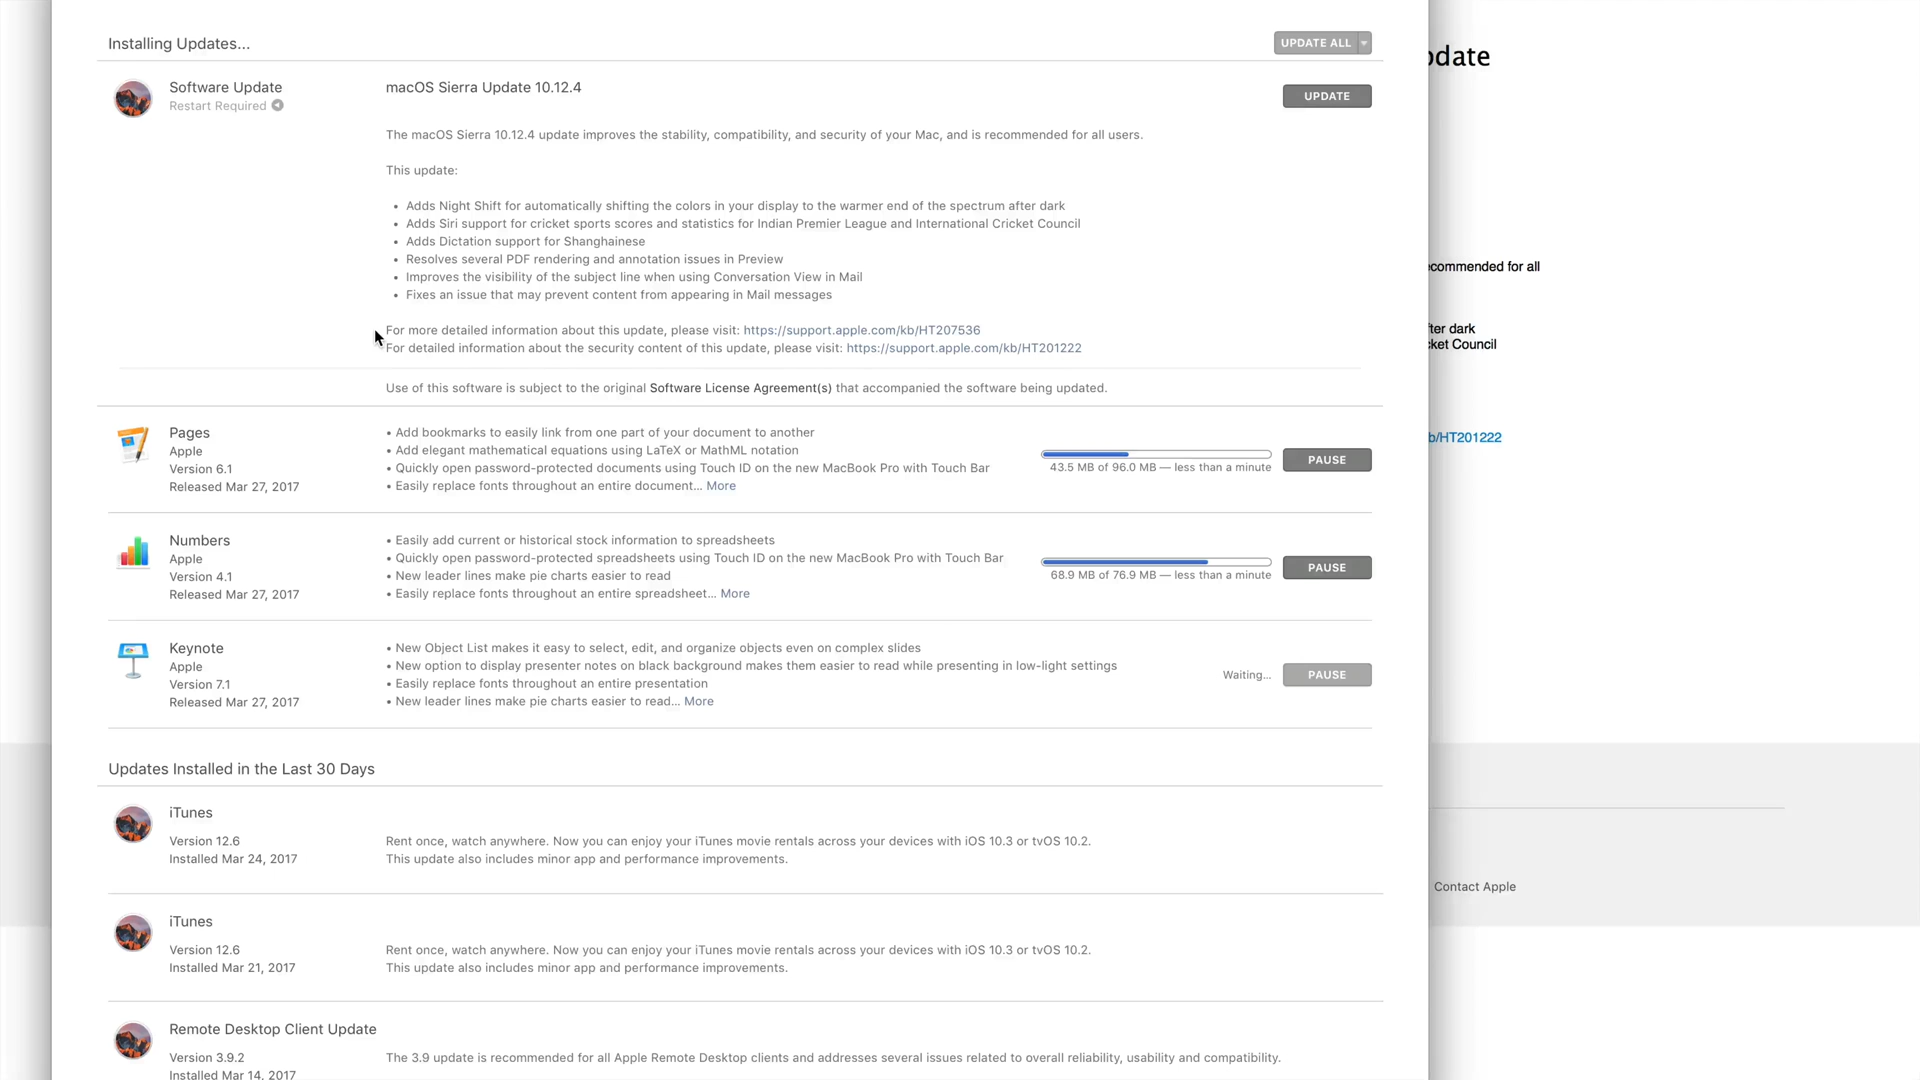 Installing Updates...
UPDATE ALL
Software Update
Restart Required
macOS Sierra Update 10.12.4
UPDATE
The macOS Sierra 10.12.4 update improves the stability, compatibility, and security of your Mac, and is recommended for all users.
This update:
• Adds Night Shift for automatically shifting the colors in your display to the warmer end of the spectrum after dark
• Adds Siri support for cricket sports scores and statistics for Indian Premier League and International Cricket Council
• Adds Dictation support for Shanghainese
• Resolves several PDF rendering and annotation issues in Preview
• Improves the visibility of the subject line when using Conversation View in Mail
• Fixes an issue that may prevent content from appearing in Mail messages
For more detailed information about this update, please visit: https://support.apple.com/kb/HT207536
For detailed information about the security content of this update, please visit: https://support.apple.com/kb/HT201222
Use of this software is subject to the original Software License Agreement(s) that accompanied the software being updated.
Pages
Apple
Version 6.1
Released Mar 27, 2017
• Add bookmarks to easily link from one part of your document to another
• Add elegant mathematical equations using LaTeX or MathML notation
• Quickly open password-protected documents using Touch ID on the new MacBook Pro with Touch Bar
• Easily replace fonts throughout an entire document... More
43.5 MB of 96.0 MB — less than a minute
PAUSE
Numbers
Apple
Version 4.1
Released Mar 27, 2017
• Easily add current or historical stock information to spreadsheets
• Quickly open password-protected spreadsheets using Touch ID on the new MacBook Pro with Touch Bar
• New leader lines make pie charts easier to read
• Easily replace fonts throughout an entire spreadsheet... More
68.9 MB of 76.9 MB — less than a minute
PAUSE
Keynote
Apple
Version 7.1
Released Mar 27, 2017
• New Object List makes it easy to select, edit, and organize objects even on complex slides
• New option to display presenter notes on black background makes them easier to read while presenting in low-light settings
• Easily replace fonts throughout an entire presentation
• New leader lines make pie charts easier to read... More
Waiting...
PAUSE
Updates Installed in the Last 30 Days
iTunes
Version 12.6
Installed Mar 24, 2017
Rent once, watch anywhere. Now you can enjoy your iTunes movie rentals across your devices with iOS 10.3 or tvOS 10.2.
This update also includes minor app and performance improvements.
iTunes
Version 12.6
Installed Mar 21, 2017
Rent once, watch anywhere. Now you can enjoy your iTunes movie rentals across your devices with iOS 10.3 or tvOS 10.2.
This update also includes minor app and performance improvements.
Remote Desktop Client Update
Version 3.9.2
Installed Mar 14, 2017
The 3.9 update is recommended for all Apple Remote Desktop clients and addresses several issues related to overall reliability, usability and compatibility.
pdate
ecommended for all
fter dark
cket Council
b/HT201222
Contact Apple